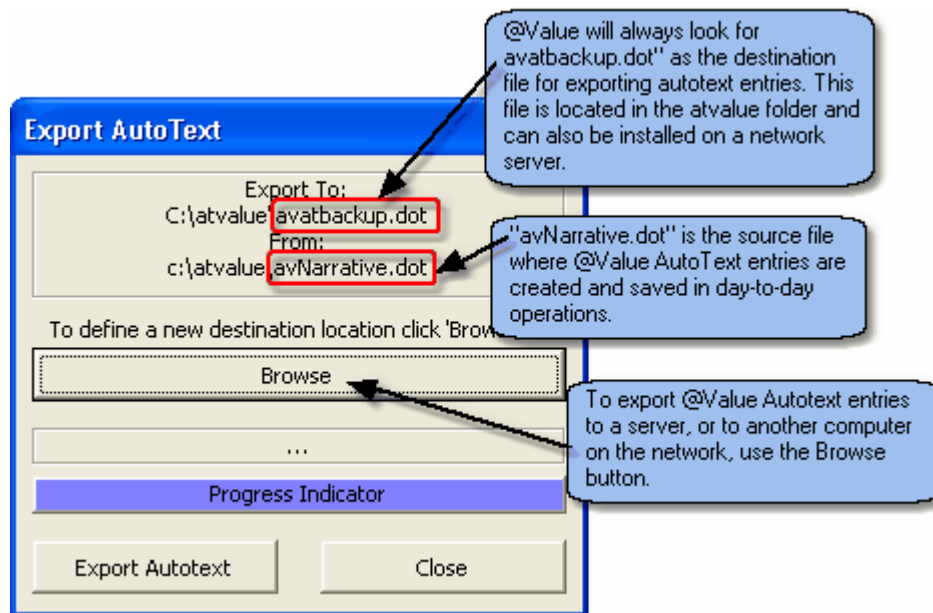 @Value will always look for
avatbackup.dot" as the destination
file for exporting autotext entries. This
file is located in the atvalue folder and
can also be installed on a network
server.
Export AutoText
Export To:
C:\atvalue\avatbackup.dot
From:
c:\atvalue\avNarrative.dot
"avNarrative.dot" is the source file
where @Value AutoText entries are
created and saved in day-to-day
operations.
To define a new destination location click 'Brow
Browse
To export @Value Autotext entries
to a server, or to another computer
on the network, use the Browse
button.
...
Progress Indicator
Export Autotext
Close